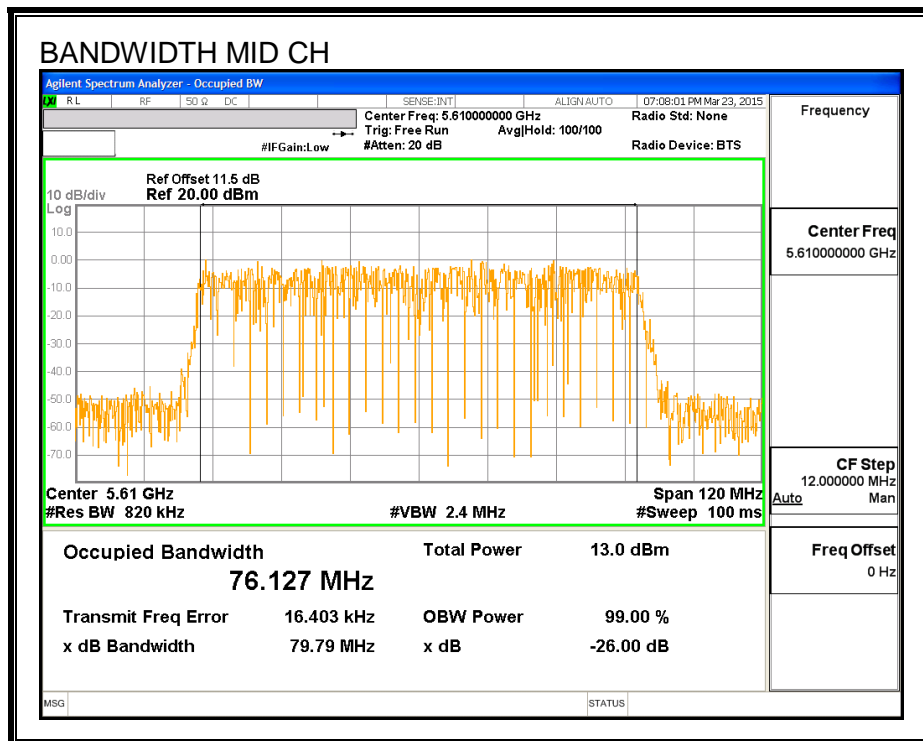 BANDWIDTH MID CH
Agilent Spectrum Analyzer - Occupied BW
LXI RL RF 50 Ω DC SENSE:INT ALIGN AUTO 07:08:01 PM Mar 23, 2015
Center Freq: 5.610000000 GHz Radio Std: None
Trig: Free Run Avg|Hold: 100/100
#IFGain:Low #Atten: 20 dB Radio Device: BTS
Frequency
Ref Offset 11.5 dB
10 dB/div Ref 20.00 dBm
Log
10.0
0.00
-10.0
-20.0
-30.0
-40.0
-50.0
-60.0
-70.0
Center 5.61 GHz Span 120 MHz
#Res BW 820 kHz #VBW 2.4 MHz #Sweep 100 ms
Center Freq
5.610000000 GHz
CF Step
12.000000 MHz
Auto Man
Freq Offset
0 Hz
Occupied Bandwidth Total Power 13.0 dBm
76.127 MHz
Transmit Freq Error 16.403 kHz OBW Power 99.00 %
x dB Bandwidth 79.79 MHz x dB -26.00 dB
MSG STATUS